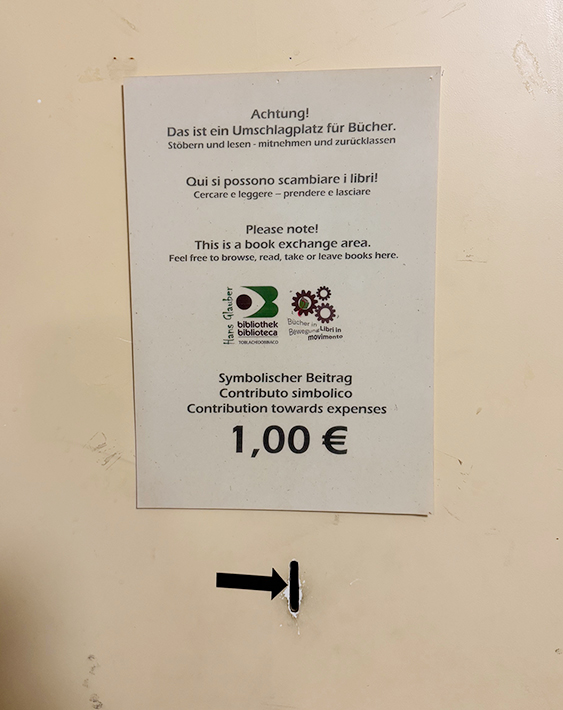 Achtung!
Das ist ein Umschlagplatz für Bücher.
Stöbern und lesen - mitnehmen und zurücklassen
Qui si possono scambiare i libri!
Cercare e leggere – prendere e lasciare
Please note!
This is a book exchange area.
Feel free to browse, read, take or leave books here.
Hans Glauber
bibliothek
biblioteca
TOBLACH/DOBBIACO
Bücher in
Bewegung
Libri in
movimento
Symbolischer Beitrag
Contributo simbolico
Contribution towards expenses
1,00 €